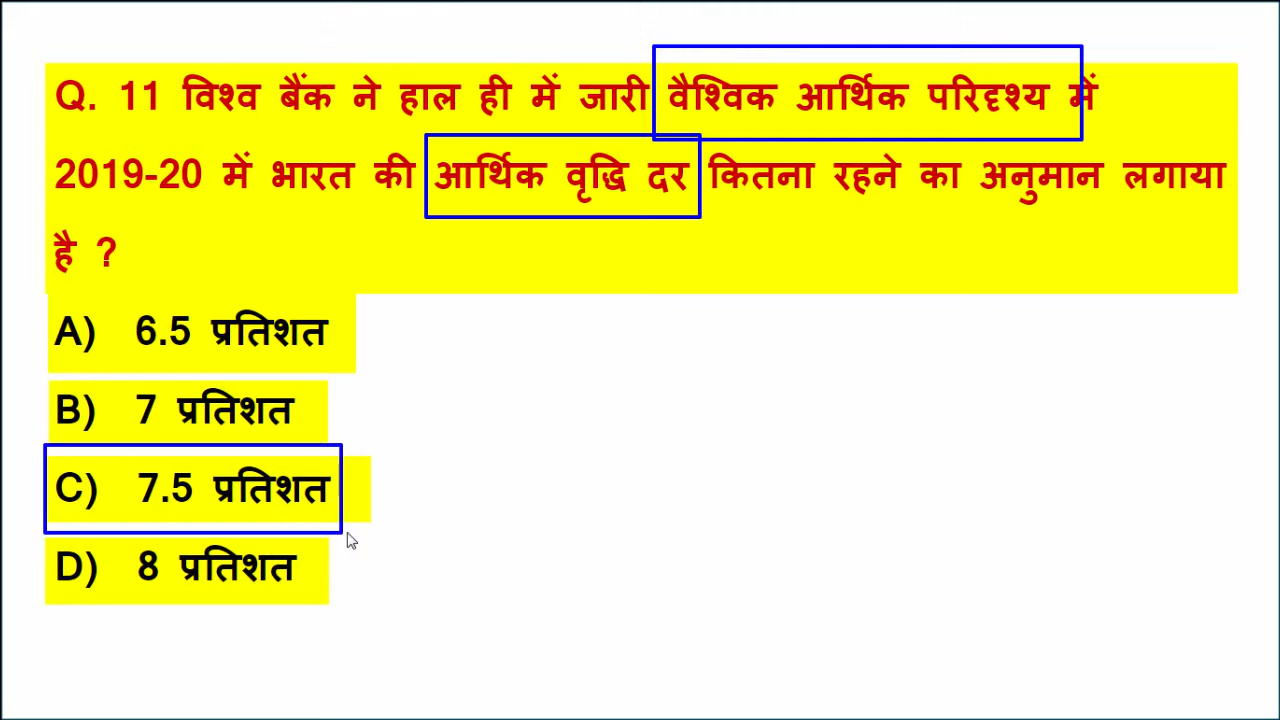 Q. 11 विश्व बैंक ने हाल ही में जारी वैश्विक आर्थिक परिदृश्य में
2019-20 में भारत की आर्थिक वृद्धि दर कितना रहने का अनुमान लगाया
है ?
A) 6.5 प्रतिशत
B) 7 प्रतिशत
C) 7.5 प्रतिशत
D) 8 प्रतिशत